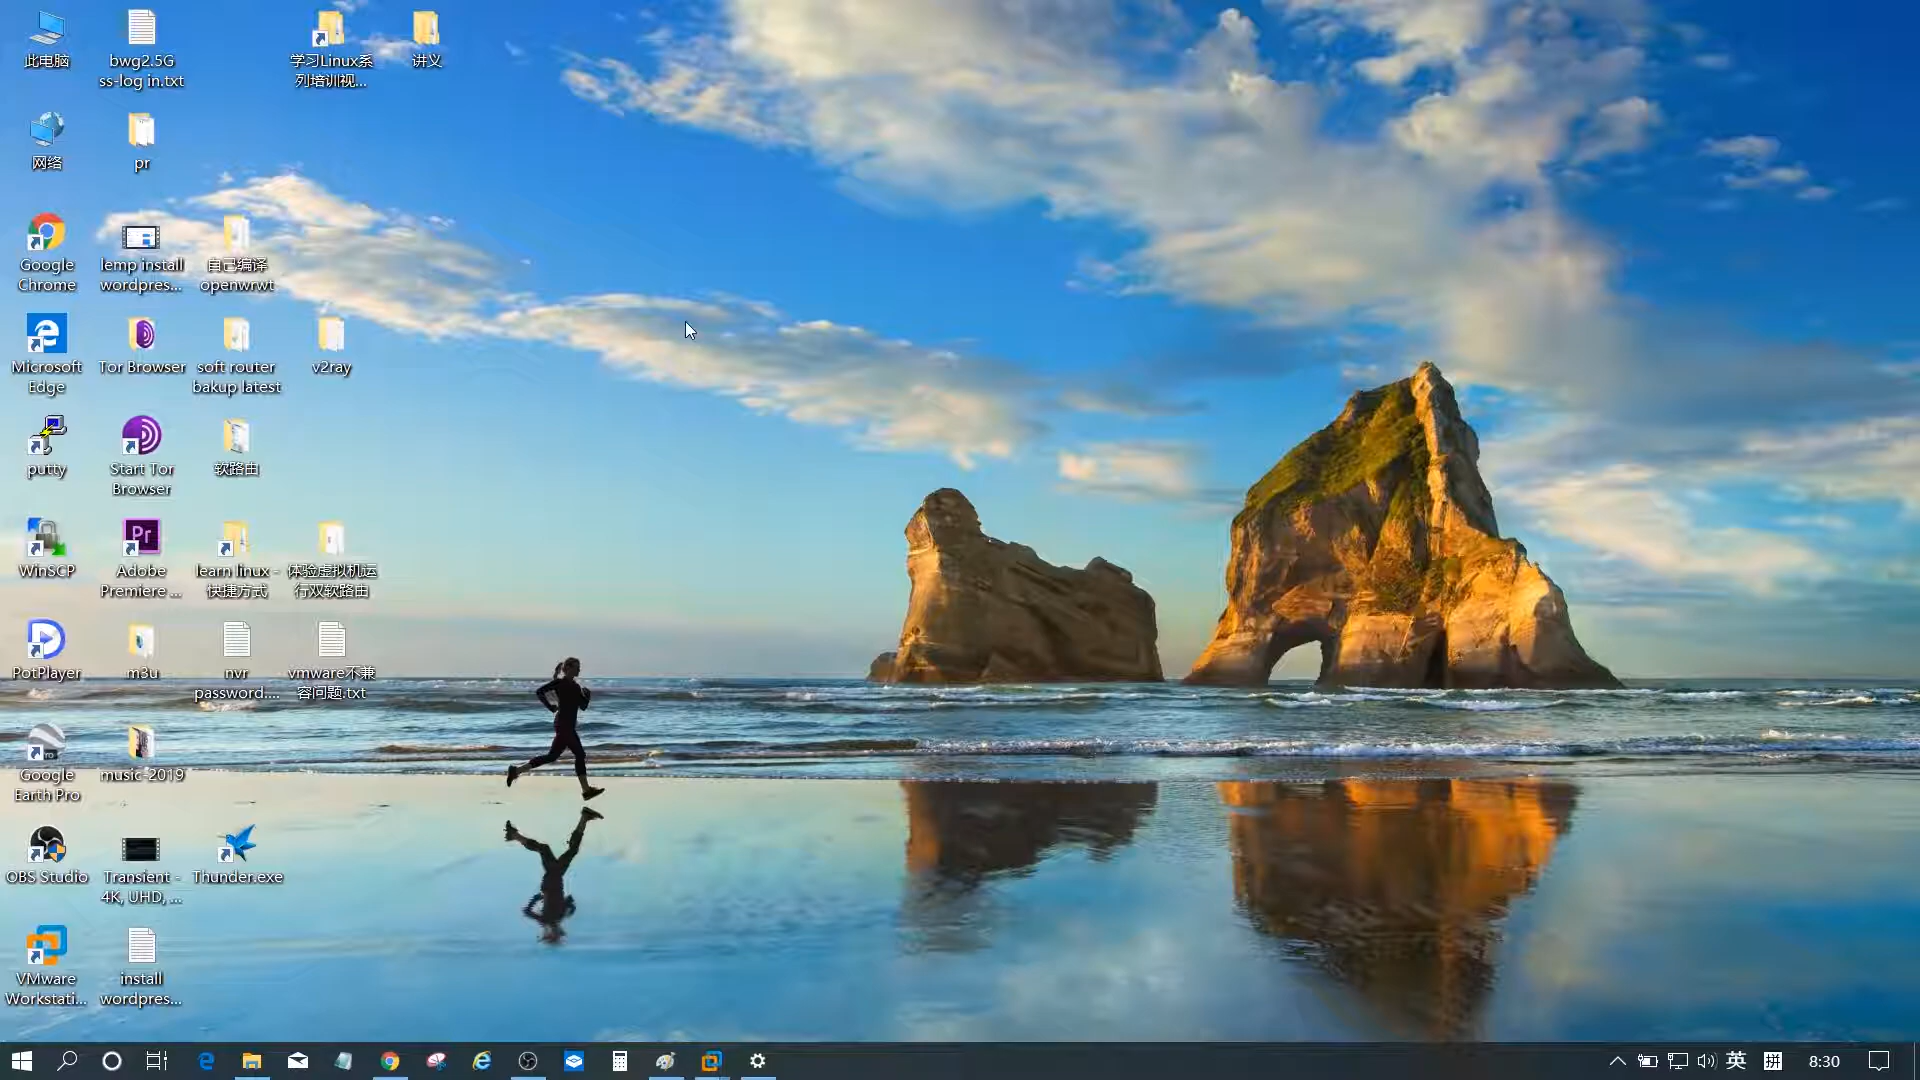 此电脑
bwg2.5G
ss-log in.txt
学习Linux系
列培训视...
讲义
网络
pr
Google
Chrome
lemp install
wordpres...
自己编译
openwrwt
Microsoft
Edge
Tor Browser
soft router
bakup latest
v2ray
putty
Start Tor
Browser
软路由
WinSCP
Pr
Adobe
Premiere ...
learn linux -
快捷方式
体验虚拟机运
行双软路由
PotPlayer
m3u
nvr
password....
vmware不兼
容问题.txt
Google
Earth Pro
music-2019
OBS Studio
Transient -
4K, UHD, ...
Thunder.exe
VMware
Workstati...
install
wordpres...
英
拼
8:30